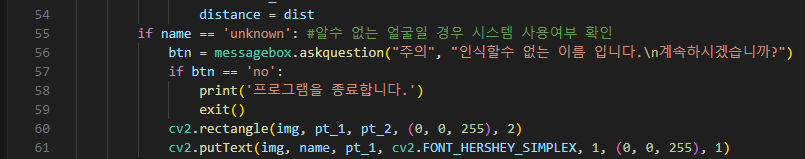 54 distance = dist
55 if name == 'unknown': #알수 없는 얼굴일 경우 시스템 사용여부 확인
56 btn = messagebox.askquestion("주의", "인식할수 없는 이름 입니다.\n계속하시겠습니까?")
57 if btn == 'no':
58 print('프로그램을 종료합니다.')
59 exit()
60 cv2.rectangle(img, pt_1, pt_2, (0, 0, 255), 2)
61 cv2.putText(img, name, pt_1, cv2.FONT_HERSHEY_SIMPLEX, 1, (0, 0, 255), 1)